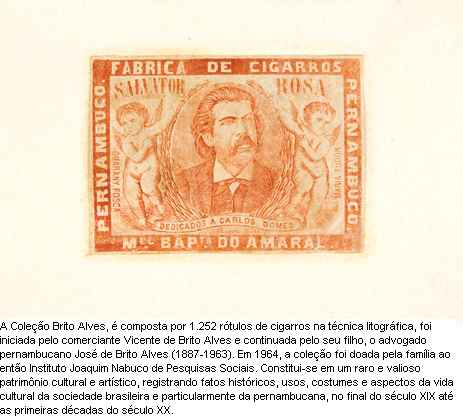 FABRICA DE CIGARROS
SALVATOR ROSA
PERNAMBUCO.
PERNAMBUCO.
GUARANY FOSCA
DEDICADOS A CARLOS GOMES
Mel BAPta DO AMARAL
A Coleção Brito Alves, é composta por 1.252 rótulos de cigarros na técnica litográfica, foi
iniciada pelo comerciante Vicente de Brito Alves e continuada pelo seu filho, o advogado
pernambucano José de Brito Alves (1887-1963). Em 1964, a coleção foi doada pela família ao
então Instituto Joaquim Nabuco de Pesquisas Sociais. Constitui-se em um raro e valioso
patrimônio cultural e artístico, registrando fatos históricos, usos, costumes e aspectos da vida
cultural da sociedade brasileira e particularmente da pernambucana, no final do século XIX até
as primeiras décadas do século XX.